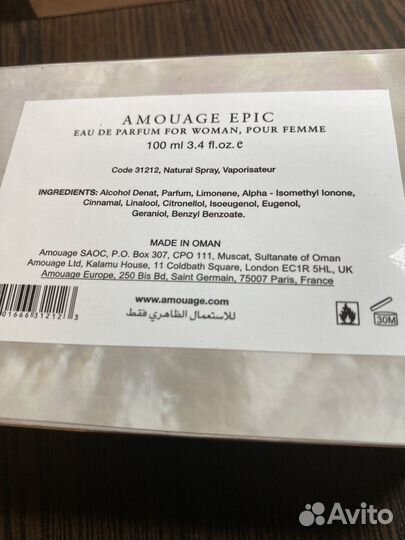 AMOUAGE EPIC
EAU DE PARFUM FOR WOMAN, POUR FEMME
100 ml 3.4 fl.oz. e
Code 31212, Natural Spray, Vaporisateur
INGREDIENTS: Alcohol Denat, Parfum, Limonene, Alpha - Isomethyl Ionone,
Cinnamal, Linalool, Citronellol, Isoeugenol, Eugenol,
Geraniol, Benzyl Benzoate.
MADE IN OMAN
Amouage SAOC, P.O. Box 307, CPO 111, Muscat, Sultanate of Oman
Amouage Ltd, Kalamu House, 11 Coldbath Square, London EC1R 5HL, UK
Amouage Europe, 250 Bis Bd, Saint Germain, 75007 Paris, France
www.amouage.com
للاستعمال الظاهري فقط
01666 31212 3
30M
Avito